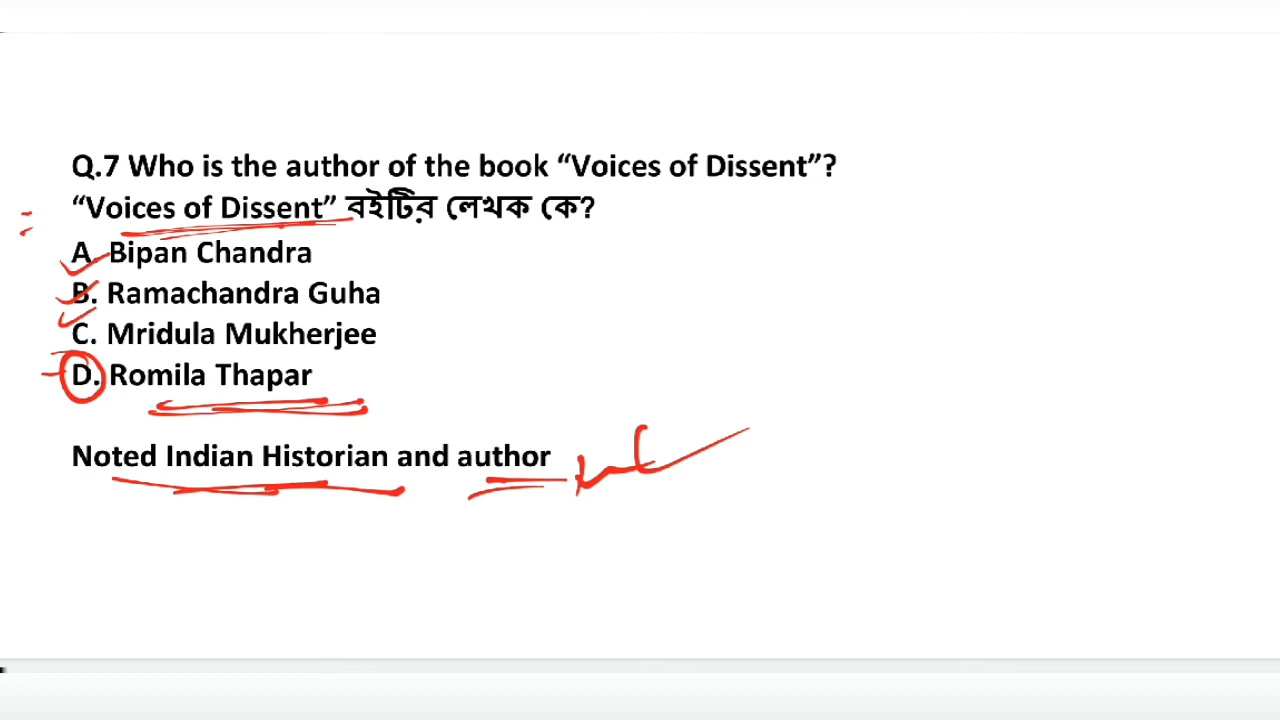 Q.7 Who is the author of the book “Voices of Dissent”?
“Voices of Dissent” বইটির লেখক কে?
A. Bipan Chandra
B. Ramachandra Guha
C. Mridula Mukherjee
D. Romila Thapar
Noted Indian Historian and author